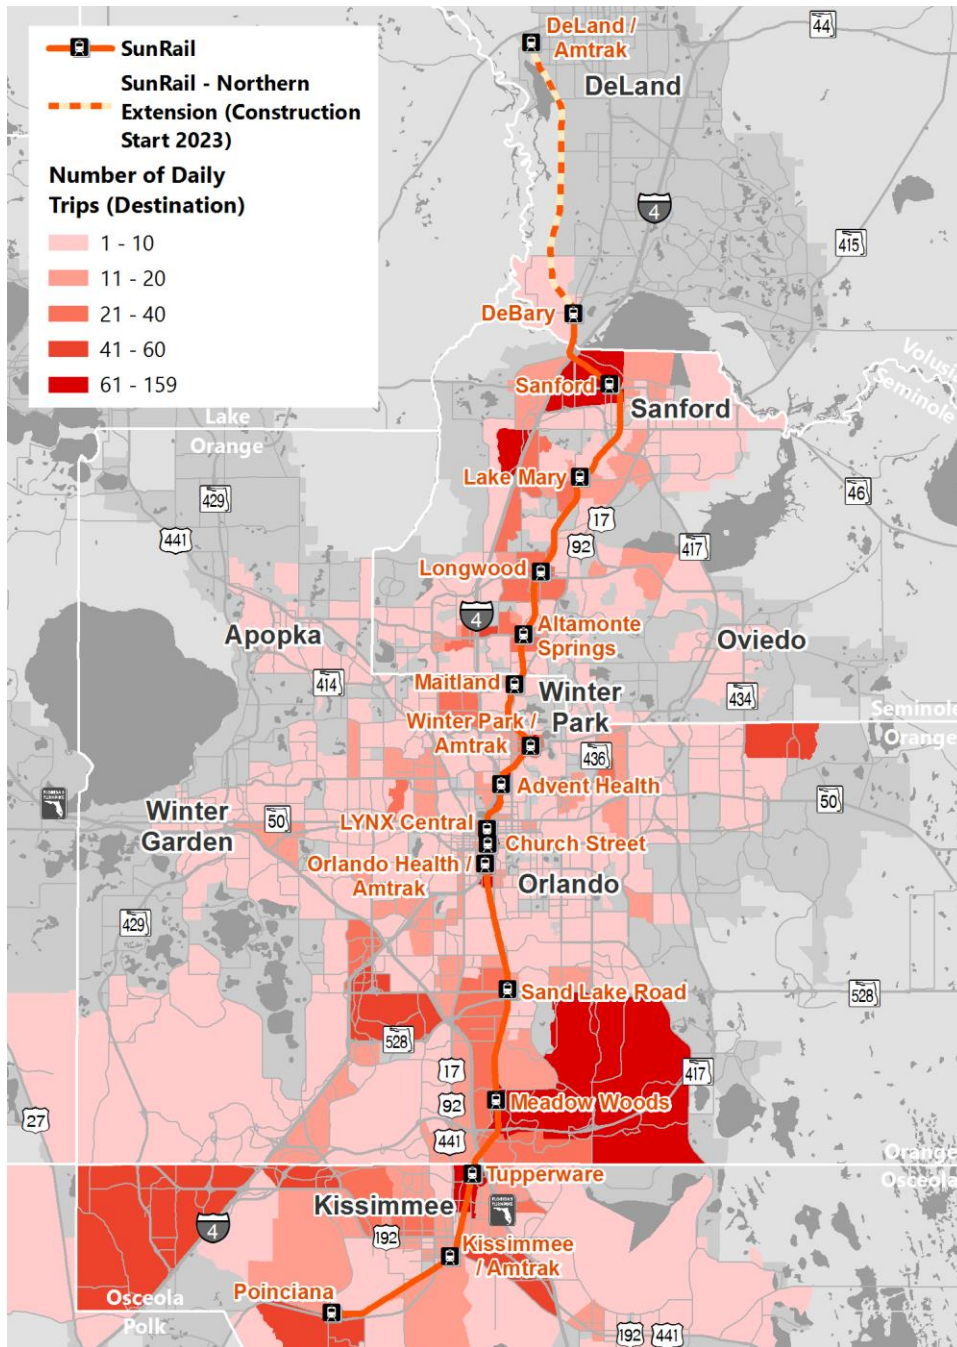 SunRail
SunRail - Northern
Extension (Construction
Start 2023)
Number of Daily
Trips (Destination)
1 - 10
11 - 20
21 - 40
41 - 60
61 - 159
DeLand /
Amtrak
44
DeLand
4
415
DeBary
Volusia
Seminole
Sanford
Sanford
Lake
Orange
Lake Mary
46
429
441
17
92
417
Longwood
4
Altamonte
Springs
Apopka
Oviedo
414
Maitland
Winter
Park
434
Seminole
Orange
Winter Park /
Amtrak
436
Advent Health
50
Winter
Garden
50
LYNX Central
Church Street
Orlando Health /
Amtrak
Orlando
429
Sand Lake Road
528
528
17
417
92
Meadow Woods
27
441
Orange
Osceola
Tupperware
Kissimmee
4
192
Kissimmee
/ Amtrak
Poinciana
Osceola
Polk
192
441